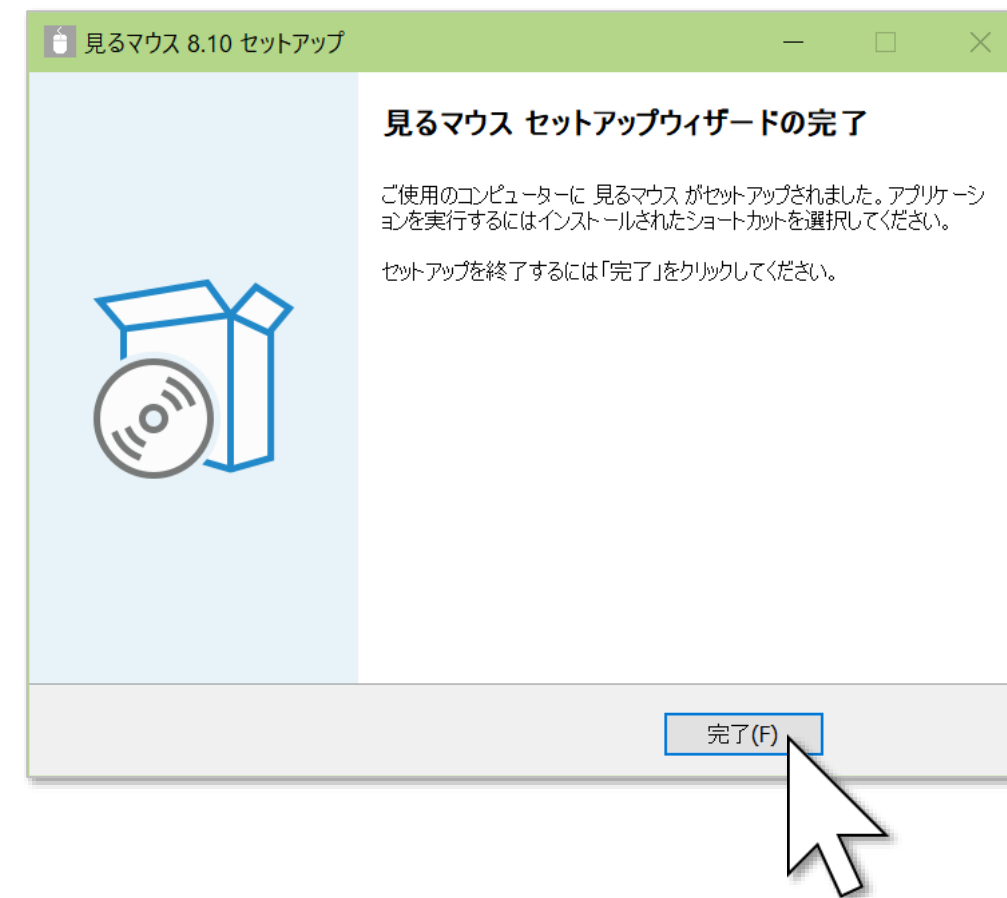 見るマウス 8.10 セットアップ
見るマウス セットアップウィザードの完了
ご使用のコンピューターに 見るマウス がセットアップされました。アプリケーシ
ョンを実行するにはインストールされたショートカットを選択してください。
セットアップを終了するには「完了」をクリックしてください。
完了(F)